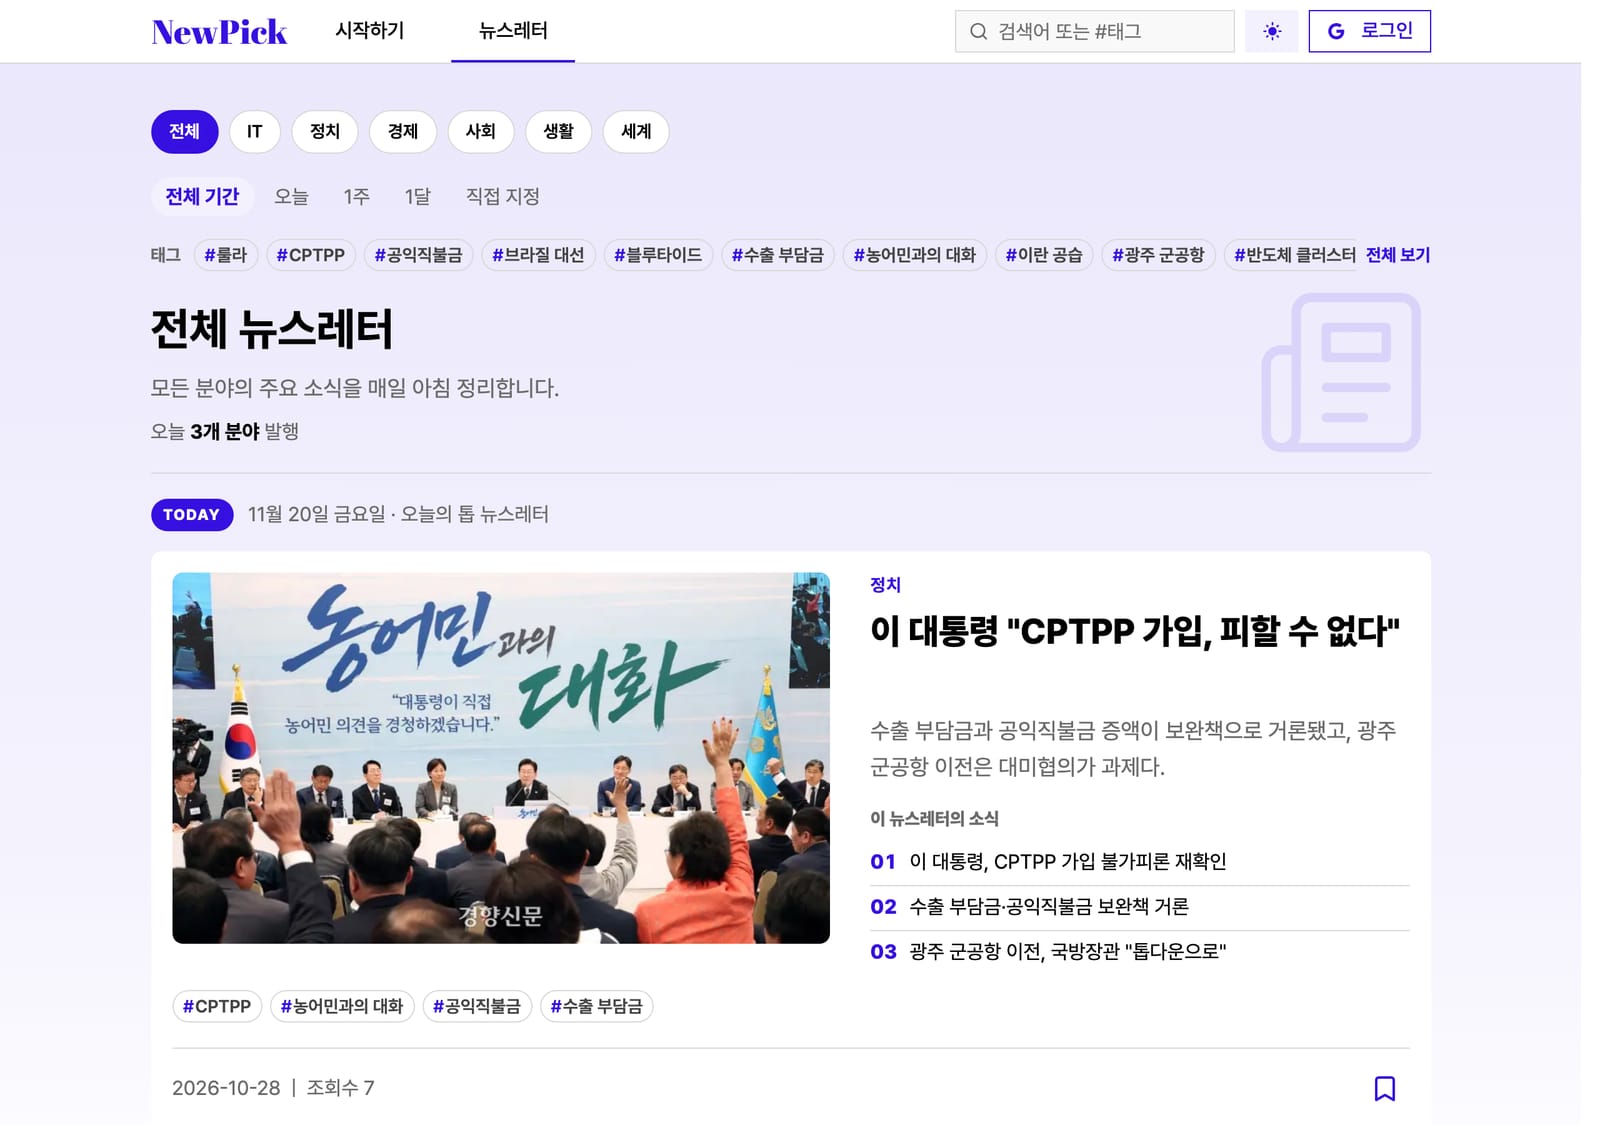 NewPick 시작하기 뉴스레터 검색어 또는 #태그 G 로그인
전체 IT 정치 경제 사회 생활 세계
전체 기간 오늘 1주 1달 직접 지정
태그 #룰라 #CPTPP #공익직불금 #브라질 대선 #블루타이드 #수출 부담금 #농어민과의 대화 #이란 공습 #광주 군공항 #반도체 클러스터 전체 보기
전체 뉴스레터
모든 분야의 주요 소식을 매일 아침 정리합니다.
오늘 3개 분야 발행
TODAY 11월 20일 금요일 · 오늘의 톱 뉴스레터
농어민과의
대화
“대통령이 직접
농어민 의견을 경청하겠습니다.”
경향신문
정치
이 대통령 "CPTPP 가입, 피할 수 없다"
수출 부담금과 공익직불금 증액이 보완책으로 거론됐고, 광주
군공항 이전은 대미협의가 과제다.
이 뉴스레터의 소식
01 이 대통령, CPTPP 가입 불가피론 재확인
02 수출 부담금·공익직불금 보완책 거론
03 광주 군공항 이전, 국방장관 "톱다운으로"
#CPTPP #농어민과의 대화 #공익직불금 #수출 부담금
2026-10-28 | 조회수 7